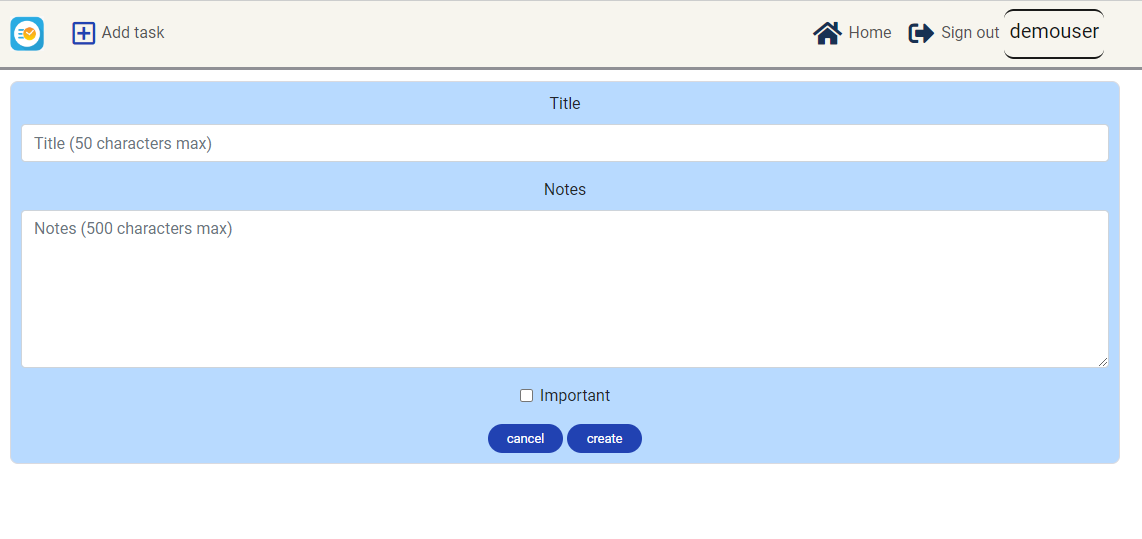 Add task
Home
Sign out
demouser
Title
Title (50 characters max)
Notes
Notes (500 characters max)
Important
cancel
create